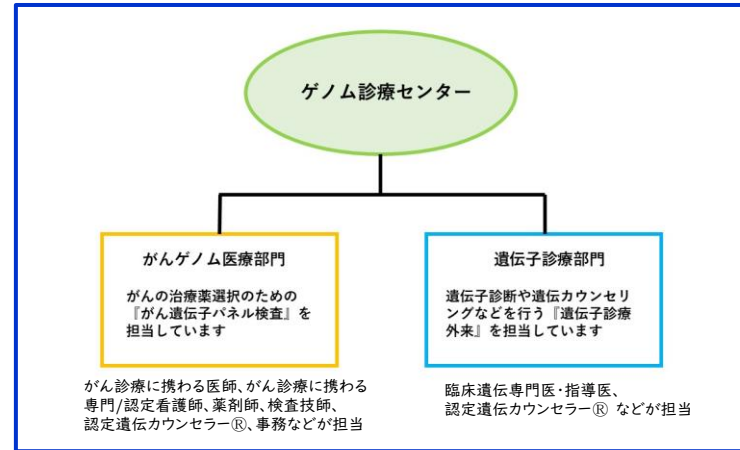 ゲノム診療センター
がんゲノム医療部門
がんの治療薬選択のための
『がん遺伝子パネル検査』を
担当しています
がん診療に携わる医師、がん診療に携わる
専門/認定看護師、薬剤師、検査技師、
認定遺伝カウンセラー®、事務などが担当
遺伝子診療部門
遺伝子診断や遺伝カウンセリ
ングなどを行う『遺伝子診療
外来』を担当しています
臨床遺伝専門医・指導医、
認定遺伝カウンセラー® などが担当